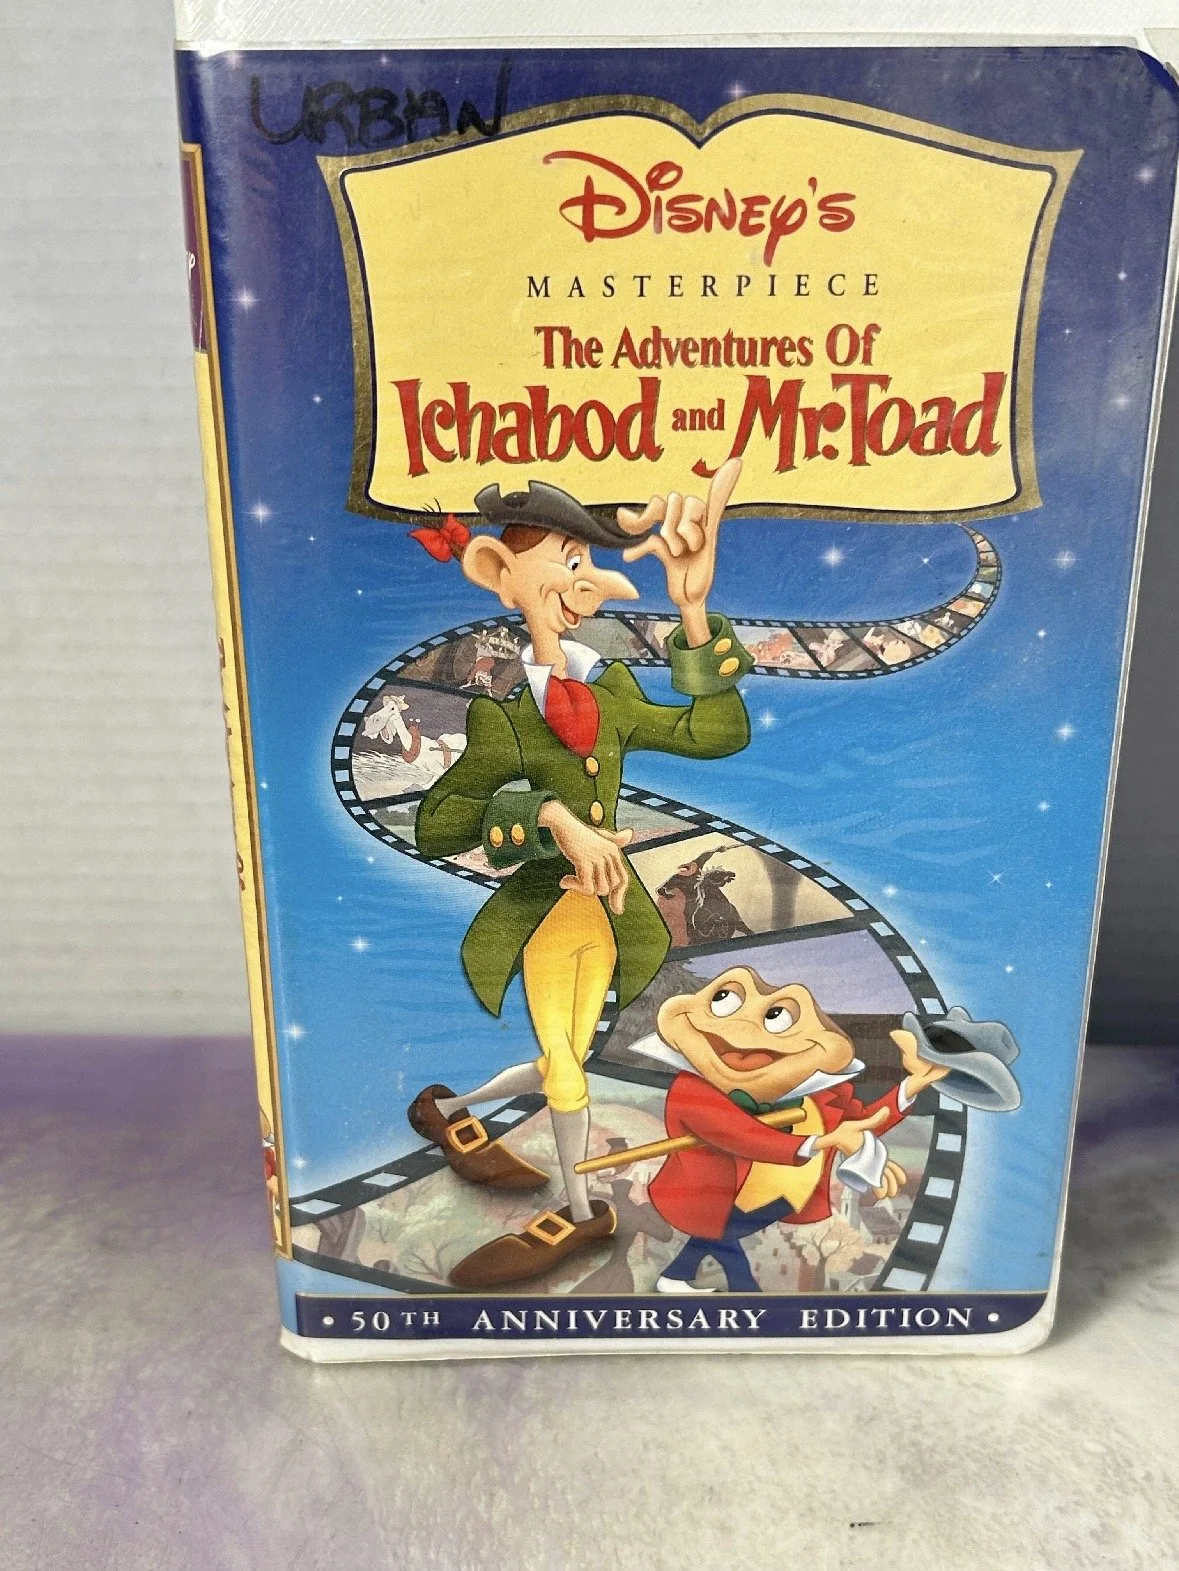 URBAN
Disney's
MASTERPIECE
The Adventures Of
Ichabod and Mr. Toad
• 50TH ANNIVERSARY EDITION •